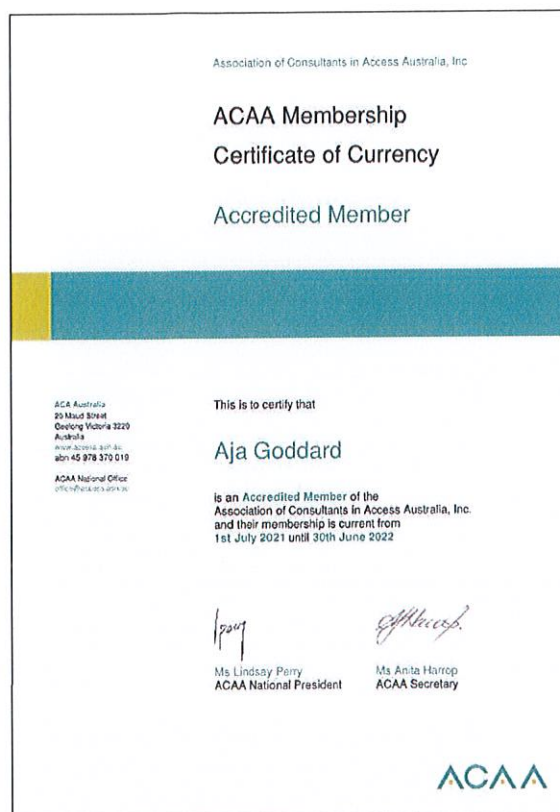 Association of Consultants in Access Australia, Inc
ACAA Membership
Certificate of Currency
Accredited Member
ACA Australia
20 Maud Street
Geelong Victoria 3220
Australia
abn 45 978 370 019
ACAA National Office
This is to certify that
Aja Goddard
is an Accredited Member of the
Association of Consultants in Access Australia, Inc.
and their membership is current from
1st July 2021 until 30th June 2022
Ms Lindsay Perry
ACAA National President
Ms Anita Harrop
ACAA Secretary
ACAA